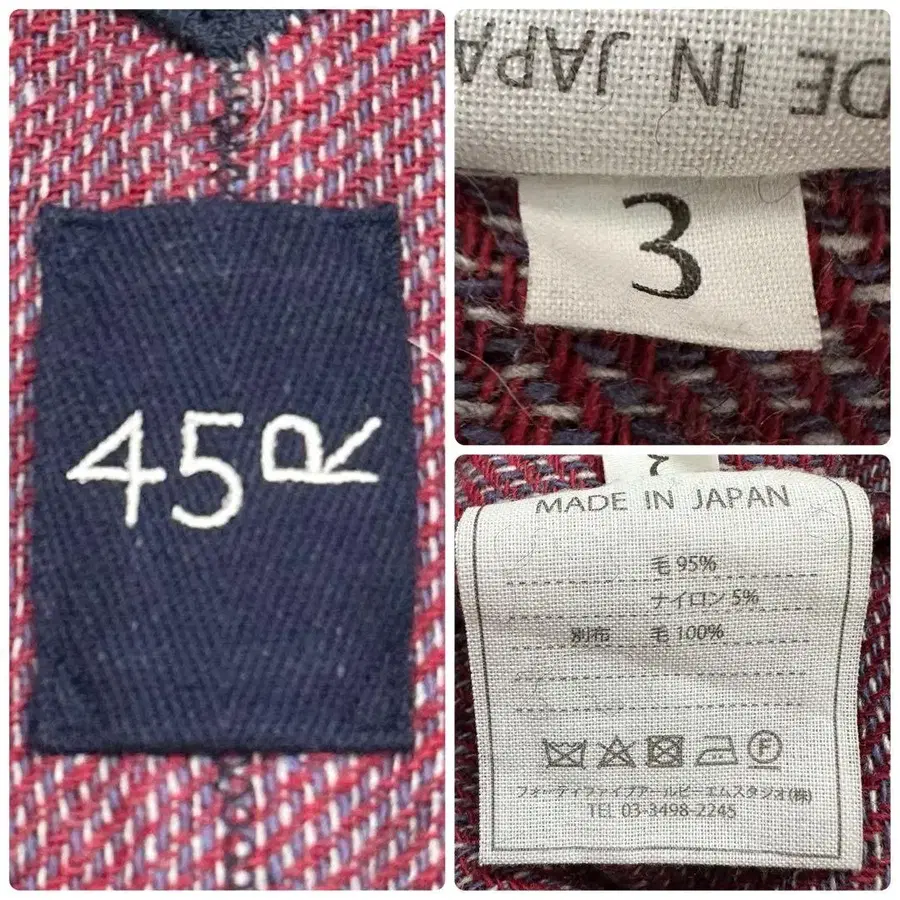 45R
MADE IN JAPAN
3
MADE IN JAPAN
毛 95%
ナイロン 5%
別布 毛 100%
F
フォーティファイブアールピーエムスタジオ(株)
TEL 03-3498-2245